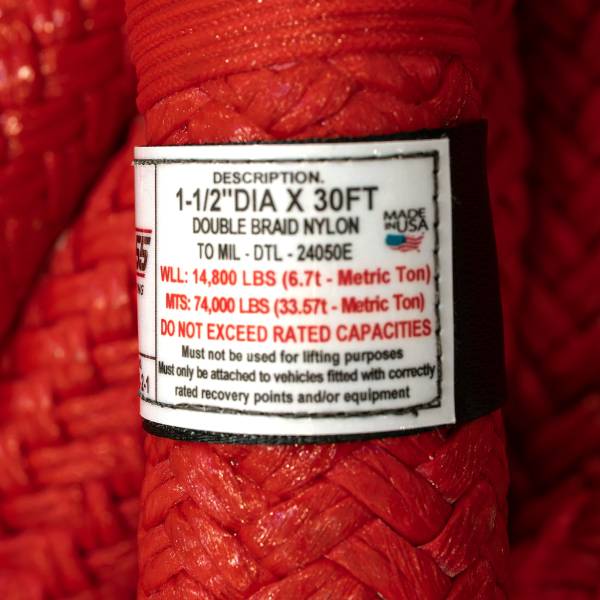 DESCRIPTION.
1-1/2"DIA X 30FT
DOUBLE BRAID NYLON
TO MIL - DTL - 24050E
MADE
IN USA
WLL: 14,800 LBS (6.7t - Metric Ton)
MTS: 74,000 LBS (33.57t - Metric Ton)
DO NOT EXCEED RATED CAPACITIES
Must not be used for lifting purposes
Must only be attached to vehicles fitted with correctly
rated recovery points and/or equipment